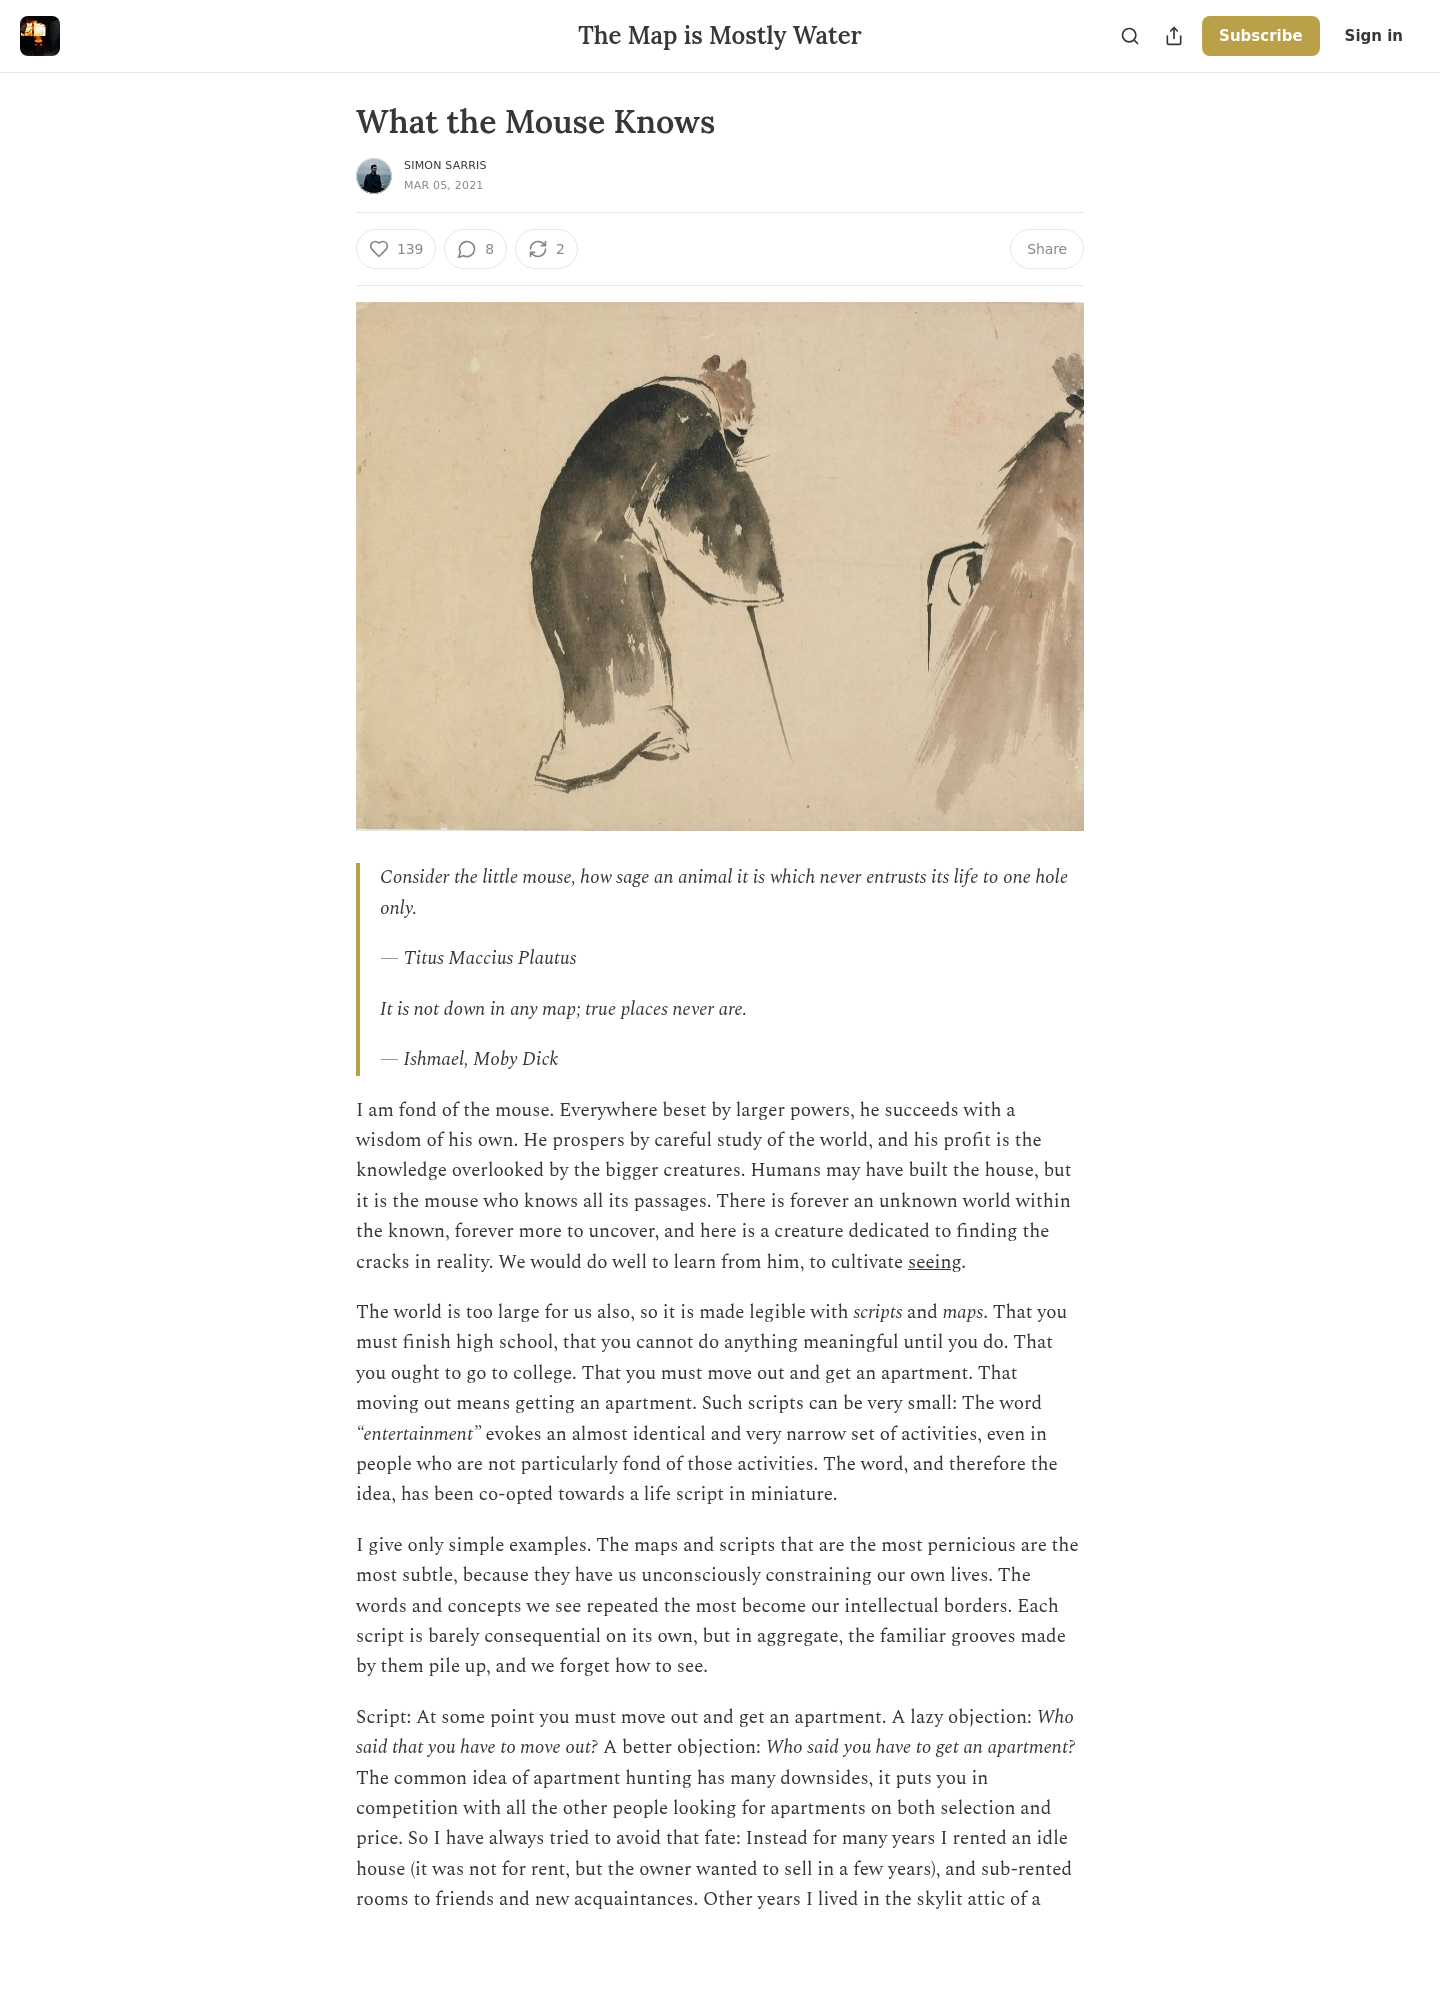 The Map is Mostly Water
Subscribe
Sign in
What the Mouse Knows
SIMON SARRIS
MAR 05, 2021
139
8
2
Share
Consider the little mouse, how sage an animal it is which never entrusts its life to one hole
only.
— Titus Maccius Plautus
It is not down in any map; true places never are.
— Ishmael, Moby Dick
I am fond of the mouse. Everywhere beset by larger powers, he succeeds with a
wisdom of his own. He prospers by careful study of the world, and his profit is the
knowledge overlooked by the bigger creatures. Humans may have built the house, but
it is the mouse who knows all its passages. There is forever an unknown world within
the known, forever more to uncover, and here is a creature dedicated to finding the
cracks in reality. We would do well to learn from him, to cultivate seeing.
The world is too large for us also, so it is made legible with scripts and maps. That you
must finish high school, that you cannot do anything meaningful until you do. That
you ought to go to college. That you must move out and get an apartment. That
moving out means getting an apartment. Such scripts can be very small: The word
“entertainment” evokes an almost identical and very narrow set of activities, even in
people who are not particularly fond of those activities. The word, and therefore the
idea, has been co-opted towards a life script in miniature.
I give only simple examples. The maps and scripts that are the most pernicious are the
most subtle, because they have us unconsciously constraining our own lives. The
words and concepts we see repeated the most become our intellectual borders. Each
script is barely consequential on its own, but in aggregate, the familiar grooves made
by them pile up, and we forget how to see.
Script: At some point you must move out and get an apartment. A lazy objection: Who
said that you have to move out? A better objection: Who said you have to get an apartment?
The common idea of apartment hunting has many downsides, it puts you in
competition with all the other people looking for apartments on both selection and
price. So I have always tried to avoid that fate: Instead for many years I rented an idle
house (it was not for rent, but the owner wanted to sell in a few years), and sub-rented
rooms to friends and new acquaintances. Other years I lived in the skylit attic of a